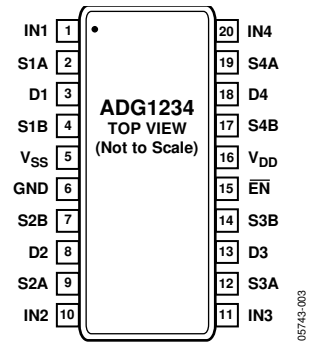 IN1 1
S1A 2
D1 3
S1B 4
VSS 5
GND 6
S2B 7
D2 8
S2A 9
IN2 10
ADG1234
TOP VIEW
(Not to Scale)
20 IN4
19 S4A
18 D4
17 S4B
16 VDD
15 EN
14 S3B
13 D3
12 S3A
11 IN3
05743-003